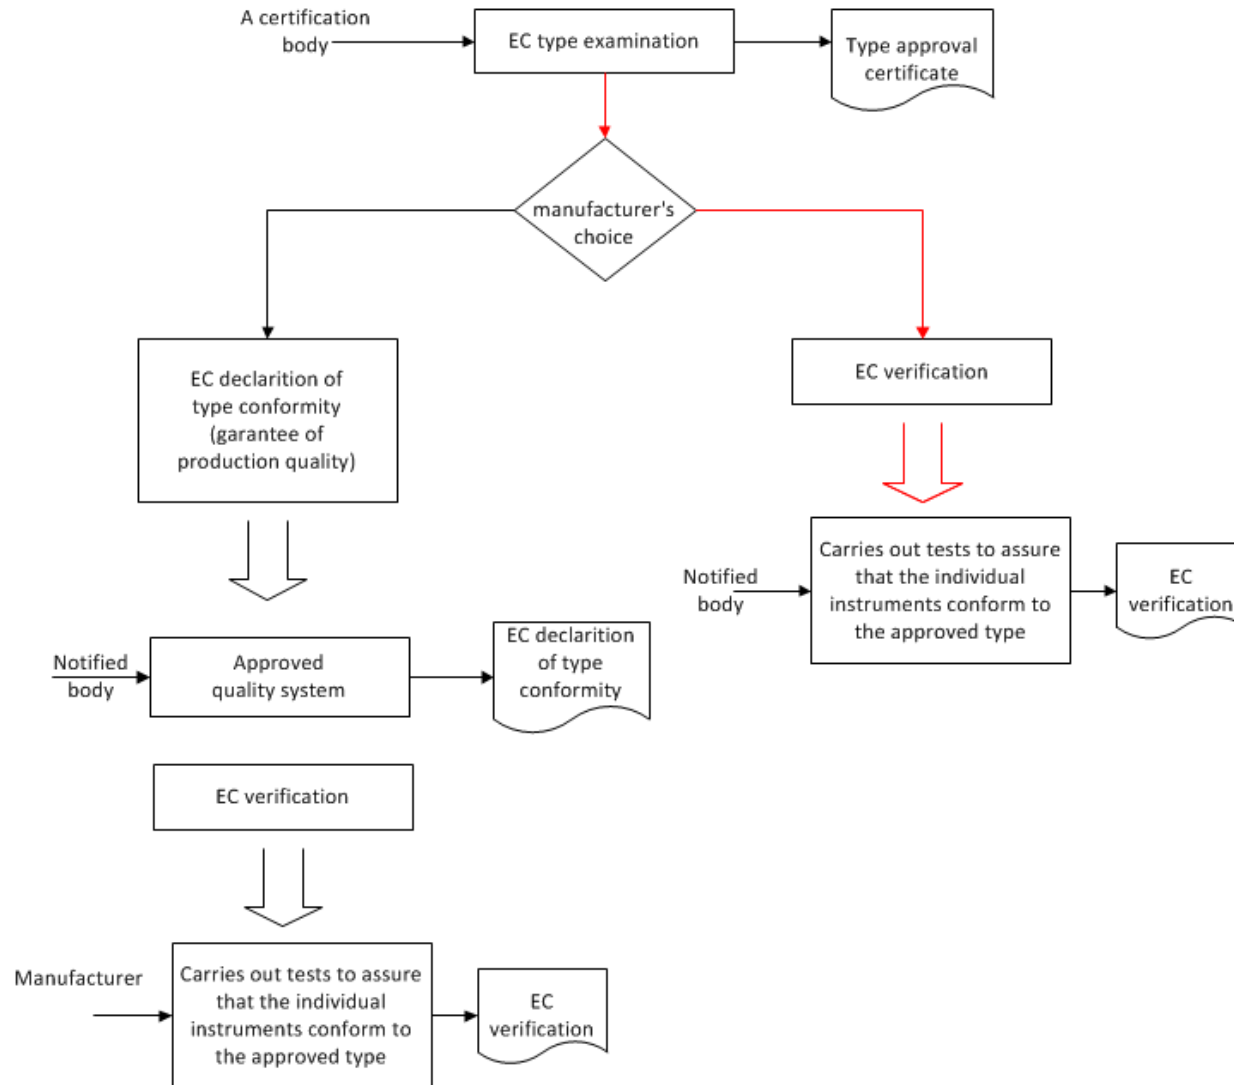 A certification
body
EC type examination
Type approval
certificate
manufacturer's
choice
EC declarition of
type conformity
(garantee of
production quality)
EC verification
Notified
body
Carries out tests to assure
that the individual
instruments conform to
the approved type
EC
verification
Notified
body
Approved
quality system
EC declarition
of type
conformity
EC verification
Manufacturer
Carries out tests to assure
that the individual
instruments conform to
the approved type
EC
verification